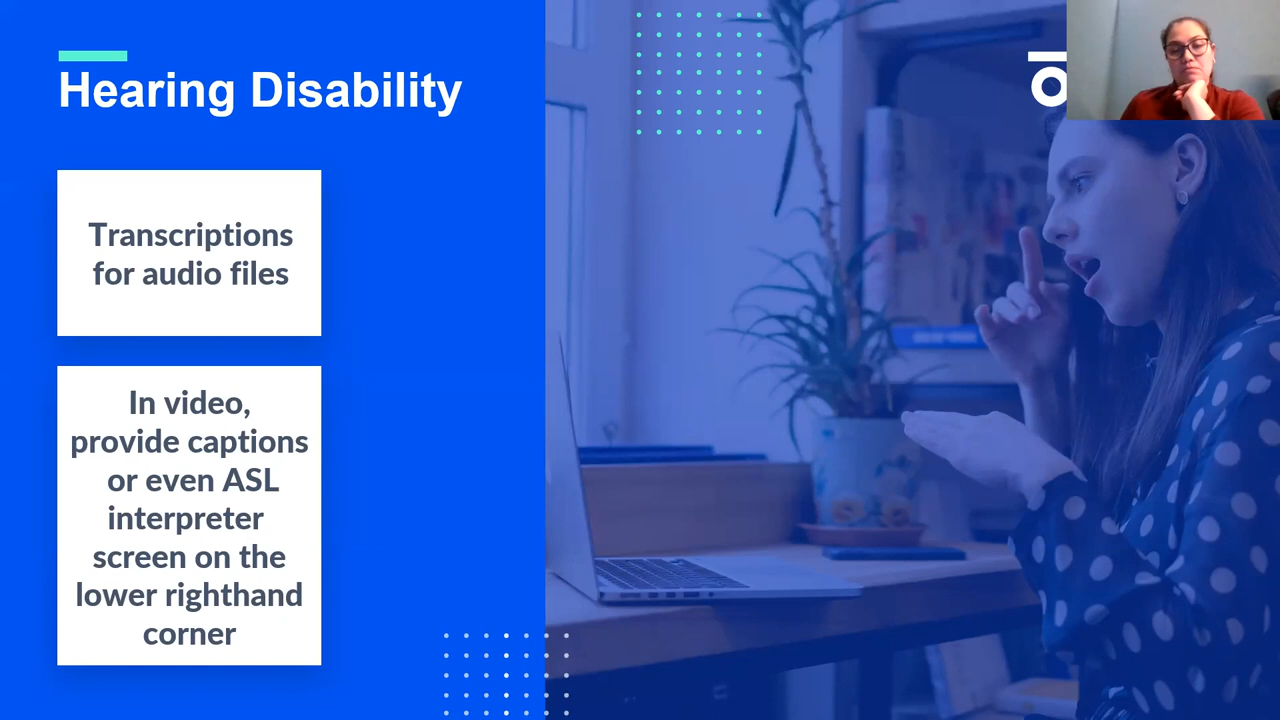 Hearing Disability
Transcriptions
for audio files
In video,
provide captions
or even ASL
interpreter
screen on the
lower righthand
corner